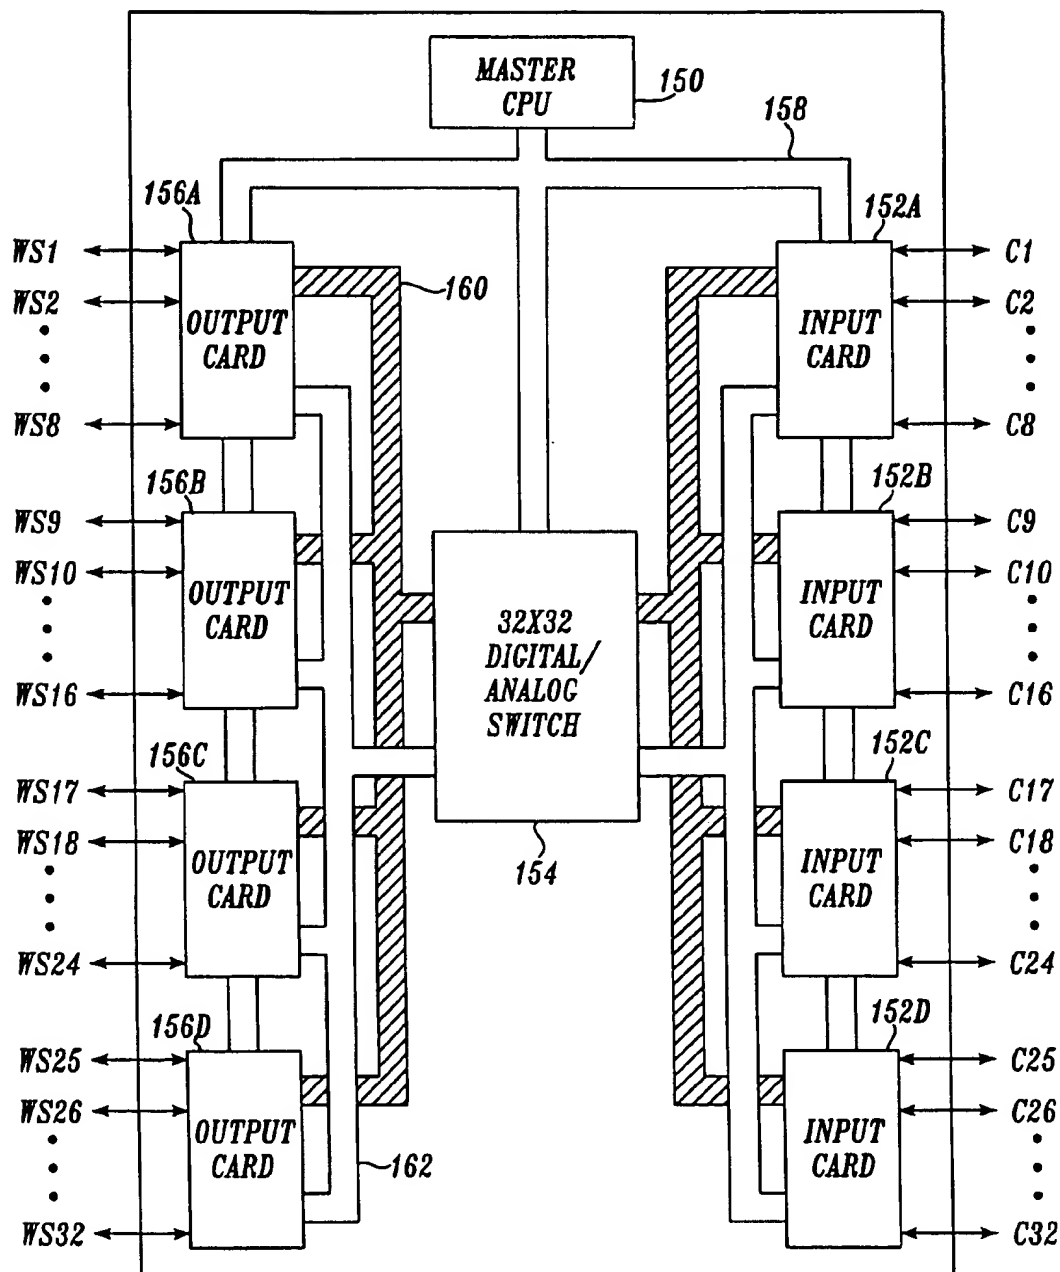 MASTER
CPU
150
158
156A
152A
WS1
C1
WS2
160
C2
OUTPUT
CARD
INPUT
CARD
WS8
C8
156B
152B
WS9
C9
WS10
C10
OUTPUT
CARD
32X32
DIGITAL/
ANALOG
SWITCH
INPUT
CARD
WS16
C16
156C
152C
WS17
C17
WS18
C18
OUTPUT
CARD
154
INPUT
CARD
WS24
C24
156D
152D
WS25
C25
WS26
C26
OUTPUT
CARD
162
INPUT
CARD
WS32
C32